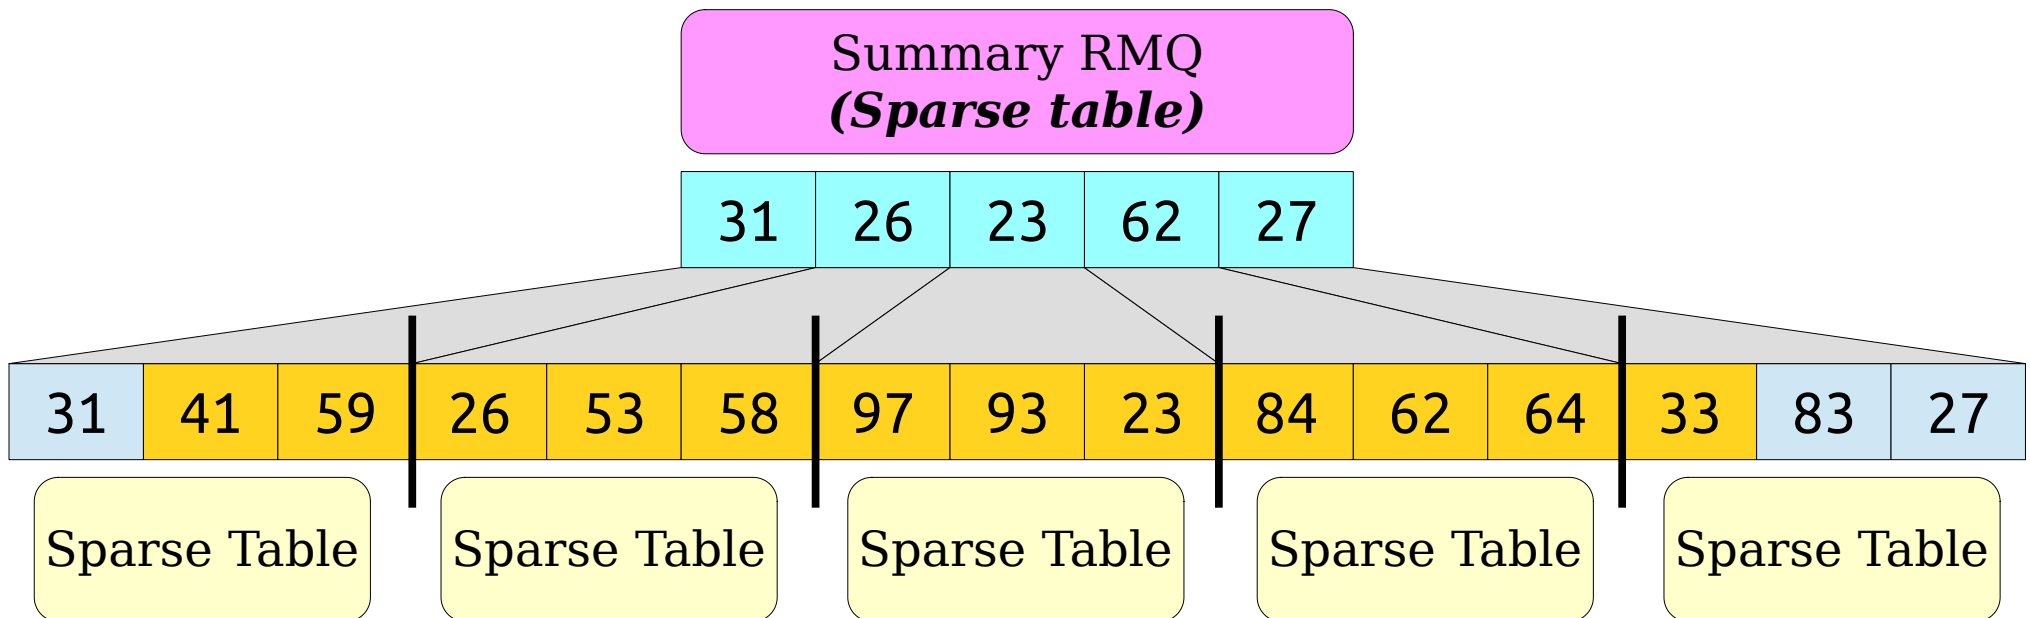 Summary RMQ
(Sparse table)
31 26 23 62 27
31 41 59 26 53 58 97 93 23 84 62 64 33 83 27
Sparse Table Sparse Table Sparse Table Sparse Table Sparse Table